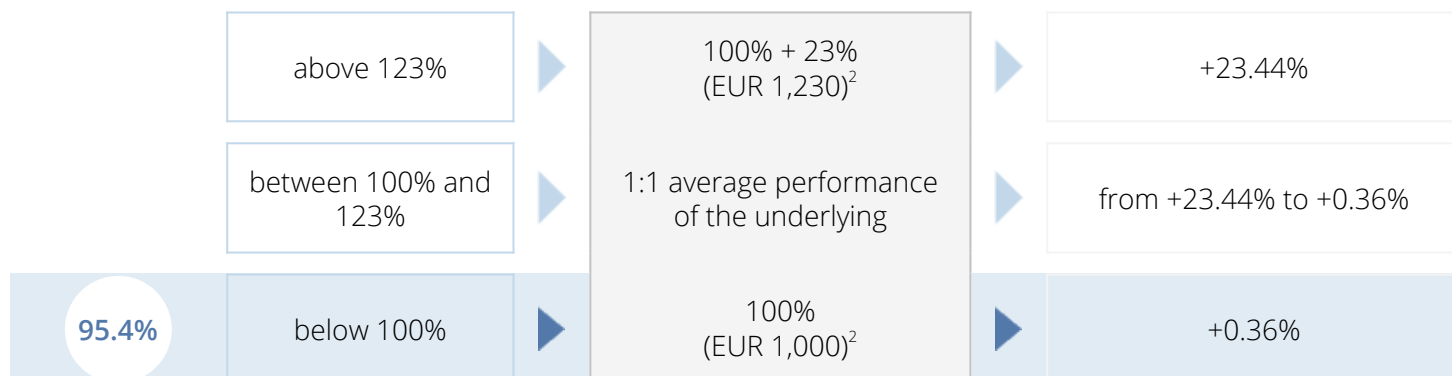 above 123%
100% + 23%
(EUR 1,230)²
+23.44%
between 100% and
123%
1:1 average performance
of the underlying
from +23.44% to +0.36%
95.4%
below 100%
100%
(EUR 1,000)²
+0.36%